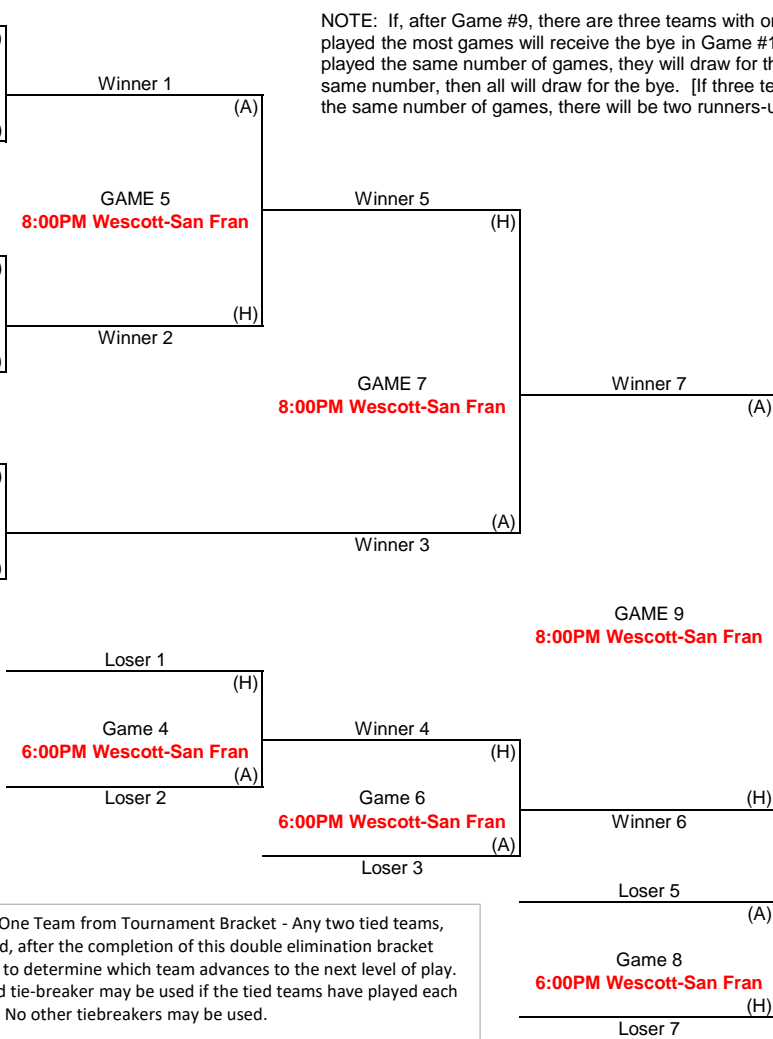 NOTE: If, after Game #9, there are three teams with
played the most games will receive the bye in Game
played the same number of games, they will draw for
same number, then all will draw for the bye. [If three
the same number of games, there will be two
Winner 1
(A)
GAME 5
8:00PM Wescott-San Fran
Winner 5
(H)
(H)
Winner 2
GAME 7
8:00PM Wescott-San Fran
Winner 7
(A)
(A)
Winner 3
GAME 9
8:00PM Wescott-San Fran
Loser 1
(H)
Game 4
6:00PM Wescott-San Fran
Winner 4
(H)
(A)
Loser 2
Game 6
6:00PM Wescott-San Fran
(H)
Winner 6
(A)
Loser 3
Loser 5
(A)
One Team from Tournament Bracket - Any two tied teams,
after the completion of this double elimination bracket
to determine which team advances to the next level of play.
tie-breaker may be used if the tied teams have played each
No other tiebreakers may be used.
Game 8
6:00PM Wescott-San Fran
(H)
Loser 7